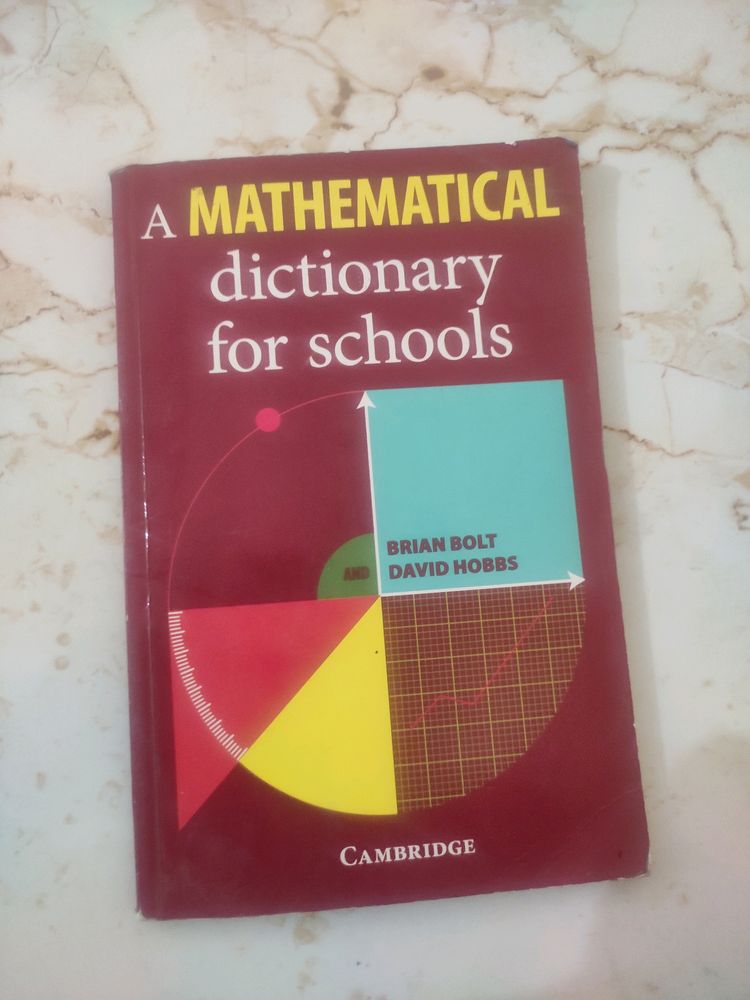 A MATHEMATICAL
dictionary
for schools
BRIAN BOLT
AND DAVID HOBBS
CAMBRIDGE